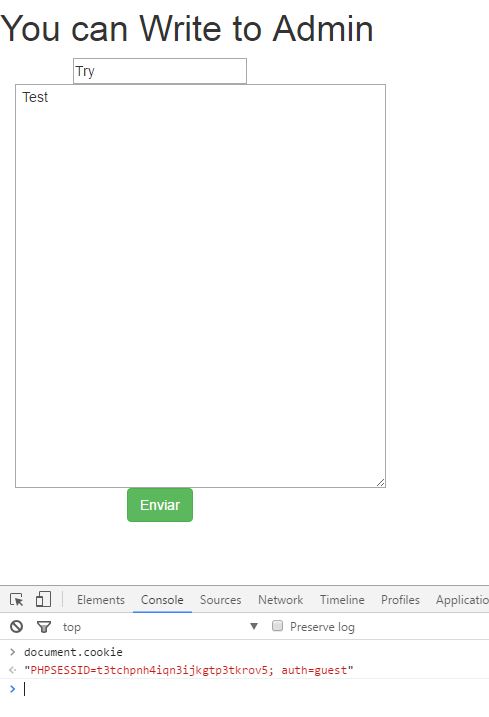 You can Write to Admin
Try
Test
Enviar
Elements Console Sources Network Timeline Profiles Applicatio
top Preserve log
document.cookie
"PHPSESSID=t3tchpnh4iqn3ijkgtp3tkrov5; auth=guest"